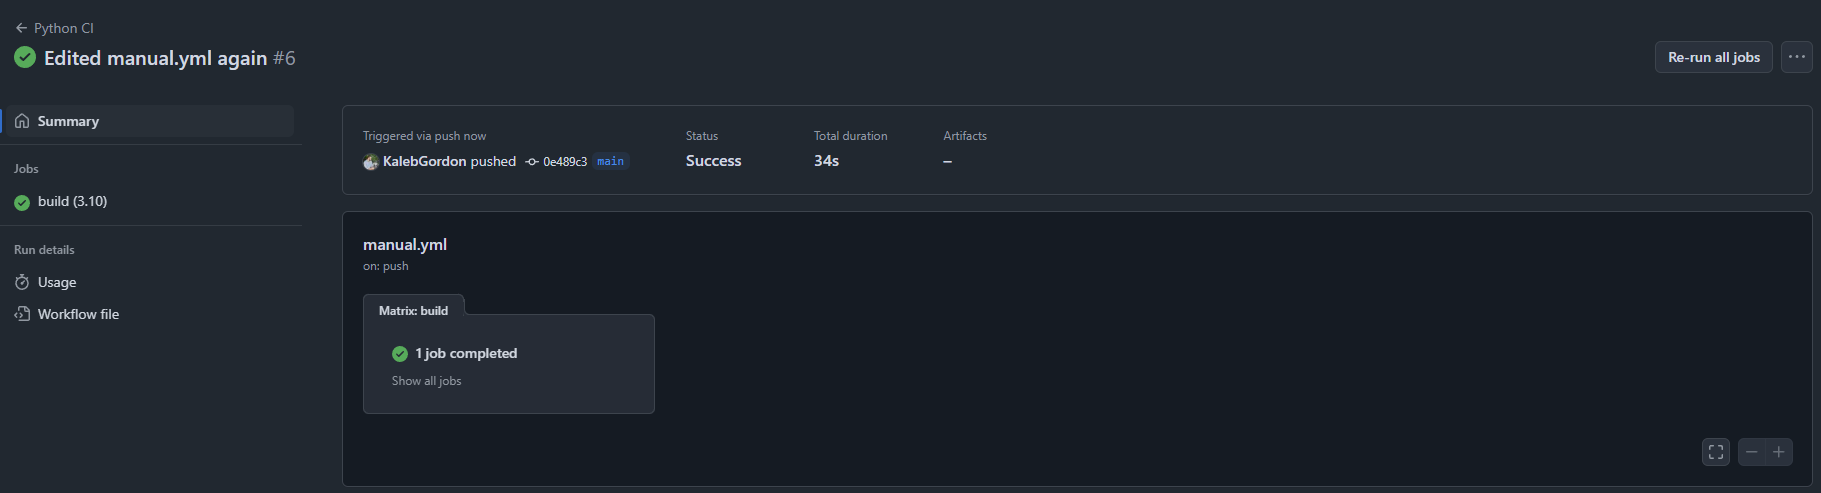 Python CI
Edited manual.yml again #6
Re-run all jobs
Summary
Jobs
build (3.10)
Run details
Usage
Workflow file
Triggered via push now
KalebGordon pushed 0e489c3 main
Status
Success
Total duration
34s
Artifacts
–
manual.yml
on: push
Matrix: build
1 job completed
Show all jobs